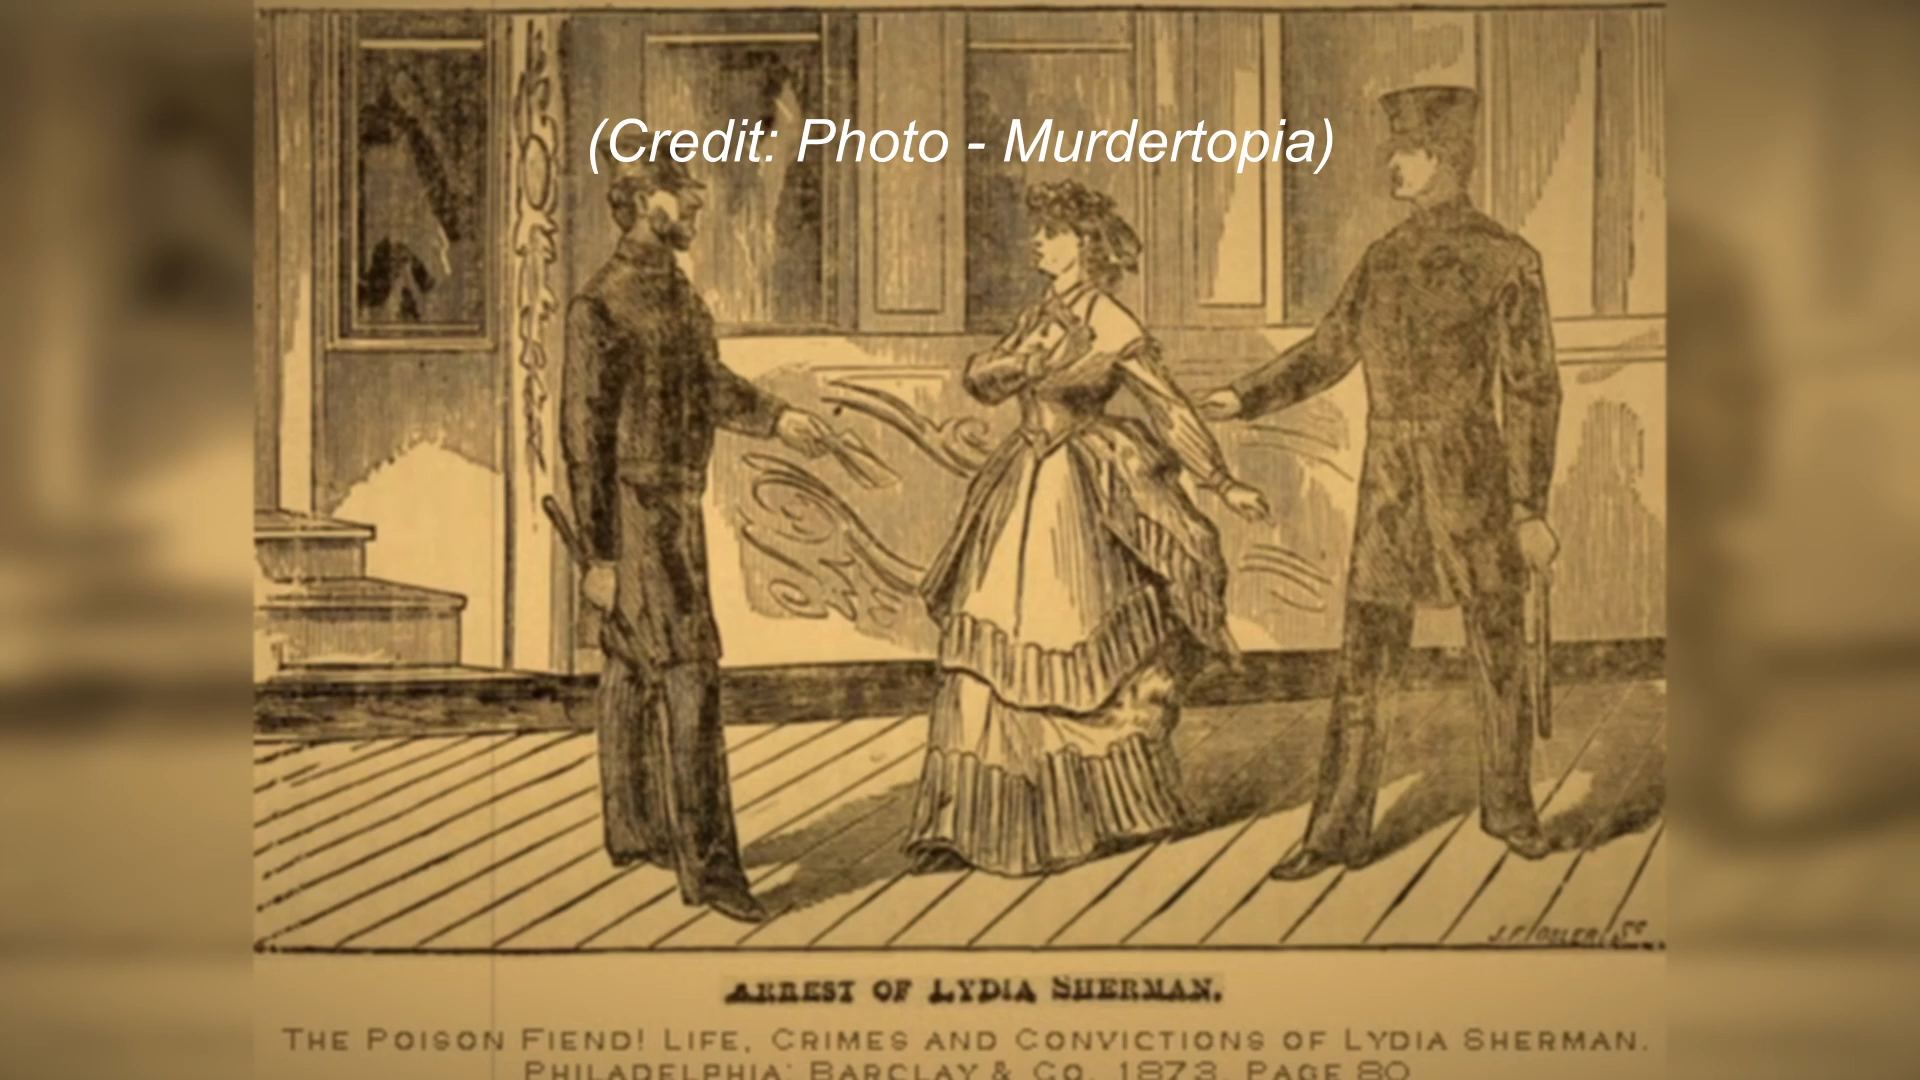 (Credit: Photo - Murdertopia)
ARREST OF LYDIA SHERMAN.
THE POISON FIEND! LIFE, CRIMES AND CONVICTIONS OF LYDIA SHERMAN.
PHILADELPHIA: BARCLAY & CO. 1873. PAGE 80